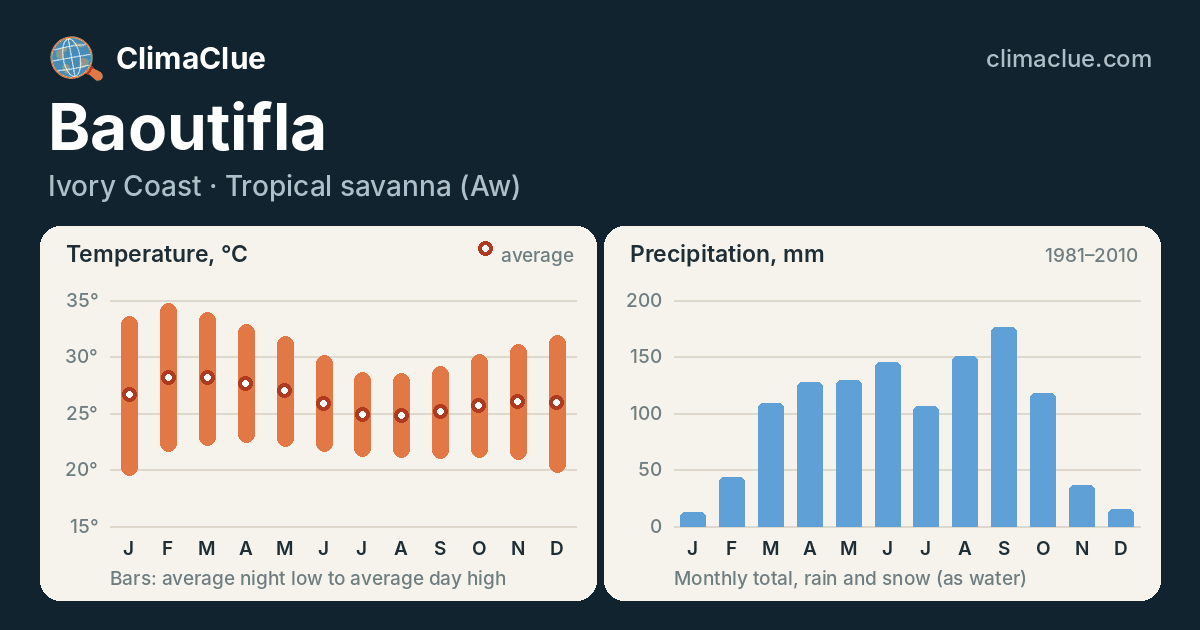 ClimaClue
climaclue.com
Baoutifla
Ivory Coast · Tropical savanna (Aw)
Temperature, °C
average
35°
30°
25°
20°
15°
J F M A M J J A S O N D
Bars: average night low to average day high
Precipitation, mm
1981–2010
200
150
100
50
0
J F M A M J J A S O N D
Monthly total, rain and snow (as water)